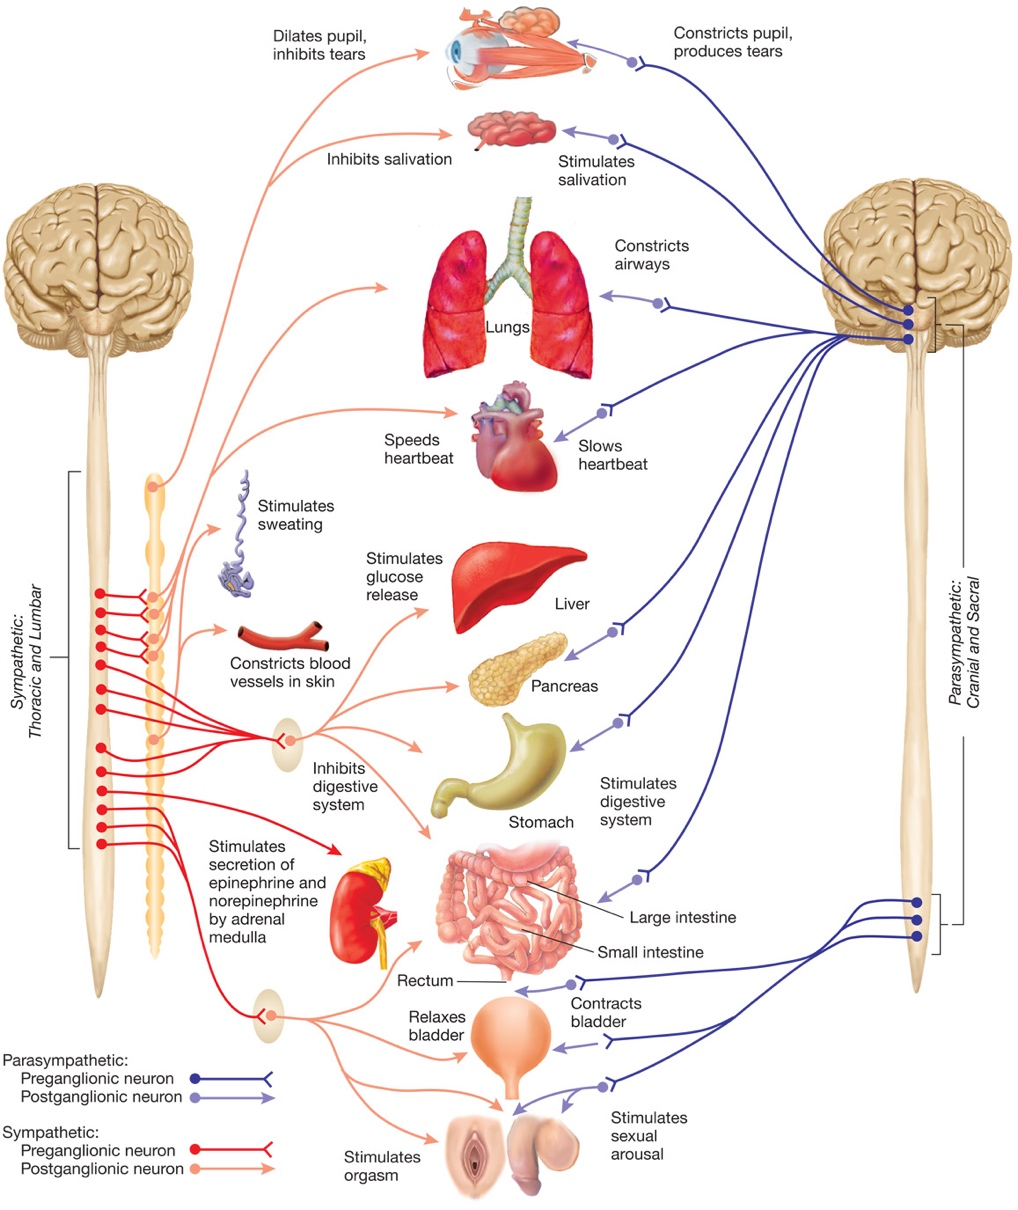 Dilates pupil,
inhibits tears
Constricts pupil,
produces tears
Inhibits salivation
Stimulates
salivation
Constricts
airways
Lungs
Speeds
heartbeat
Slows
heartbeat
Stimulates
sweating
Stimulates
glucose
release
Liver
Sympathetic:
Thoracic and Lumbar
Parasympathetic:
Cranial and Sacral
Constricts blood
vessels in skin
Pancreas
Inhibits
digestive
system
Stimulates
digestive
system
Stomach
Stimulates
secretion of
epinephrine and
norepinephrine
by adrenal
medulla
Large intestine
Small intestine
Rectum
Relaxes
bladder
Contracts
bladder
Parasympathetic:
Preganglionic neuron
Postganglionic neuron
Sympathetic:
Preganglionic neuron
Postganglionic neuron
Stimulates
orgasm
Stimulates
sexual
arousal